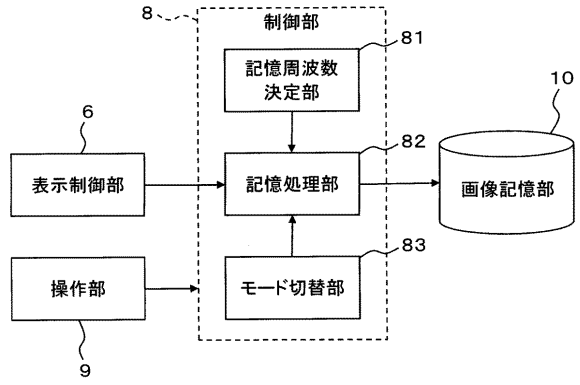 8
制御部
81
記憶周波数
決定部
10
6
82
表示制御部
記憶処理部
画像記憶部
83
操作部
モード切替部
9